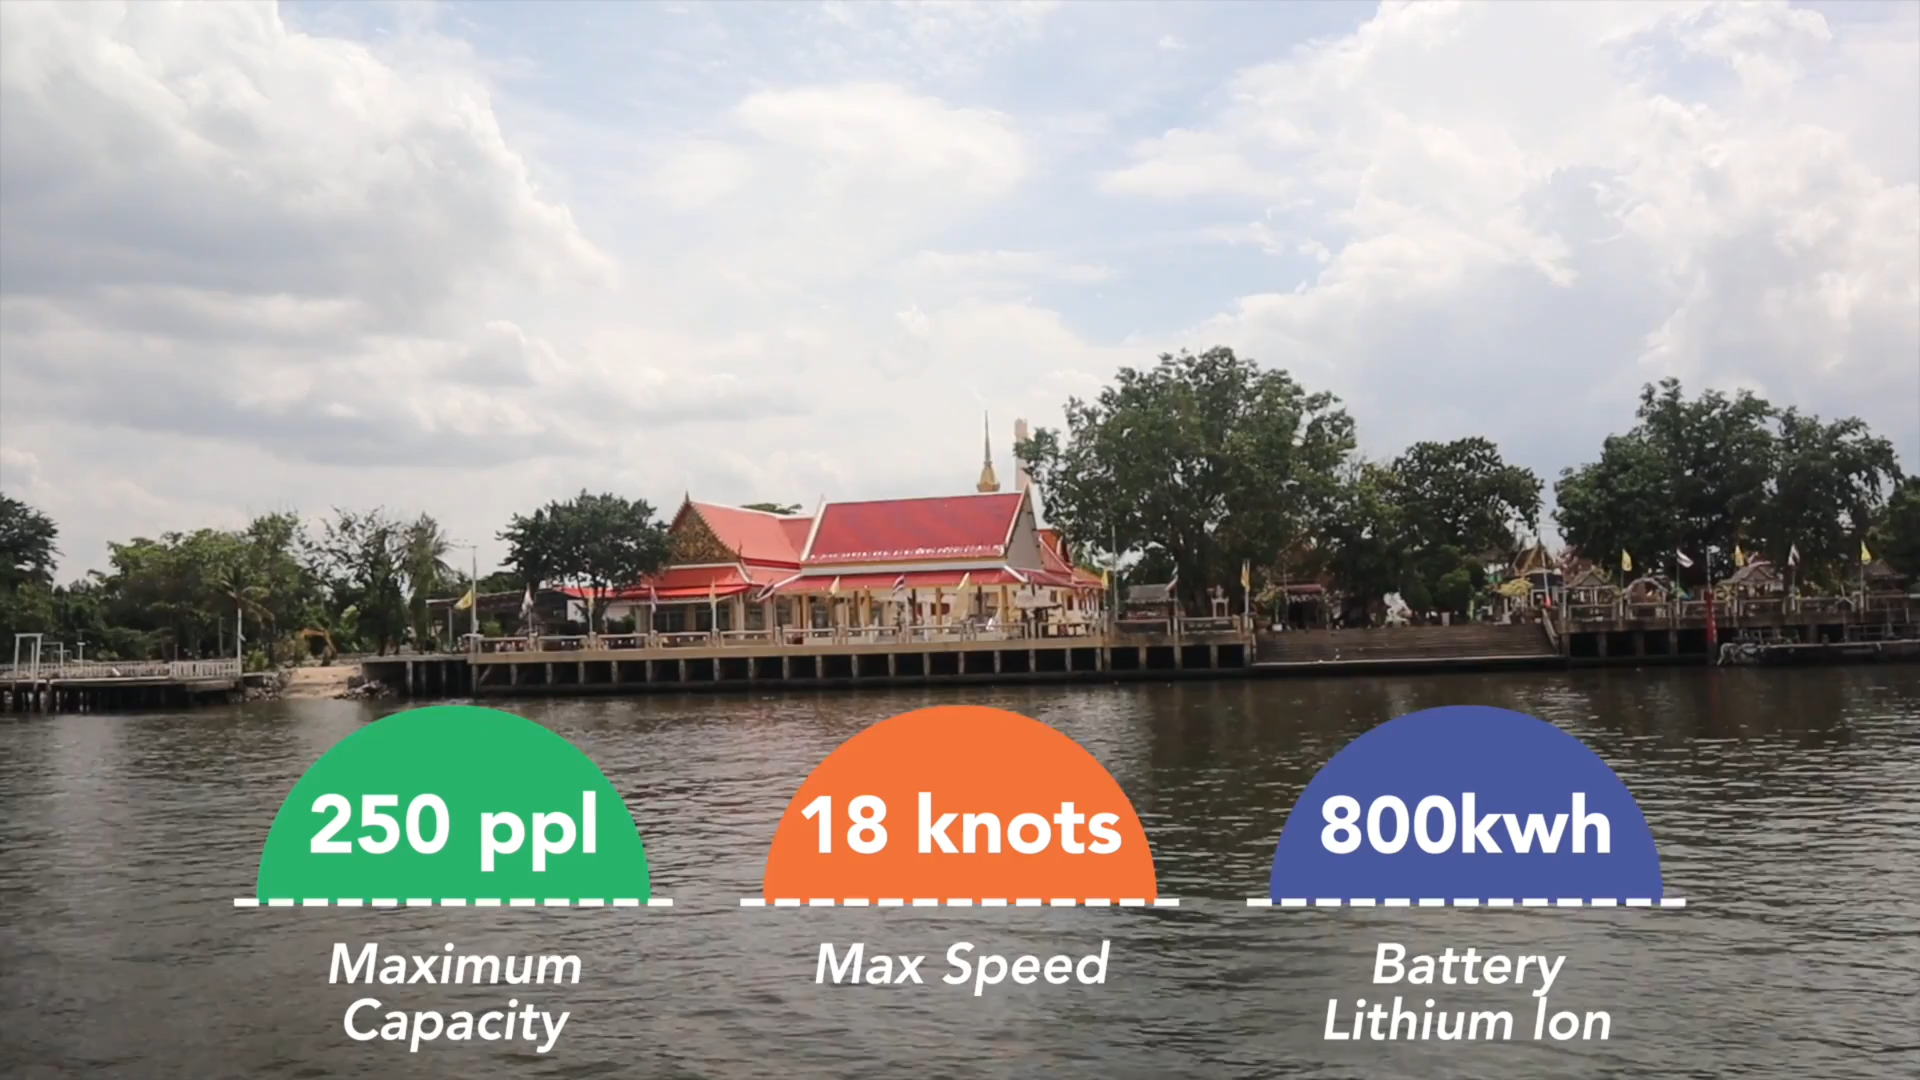 250 ppl
Maximum
Capacity
18 knots
Max Speed
800kwh
Battery
Lithium Ion